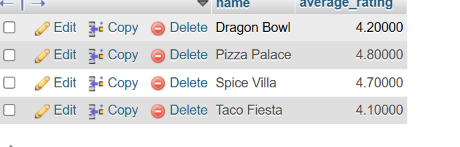 name average_rating
Edit Copy Delete Dragon Bowl 4.20000
Edit Copy Delete Pizza Palace 4.80000
Edit Copy Delete Spice Villa 4.70000
Edit Copy Delete Taco Fiesta 4.10000